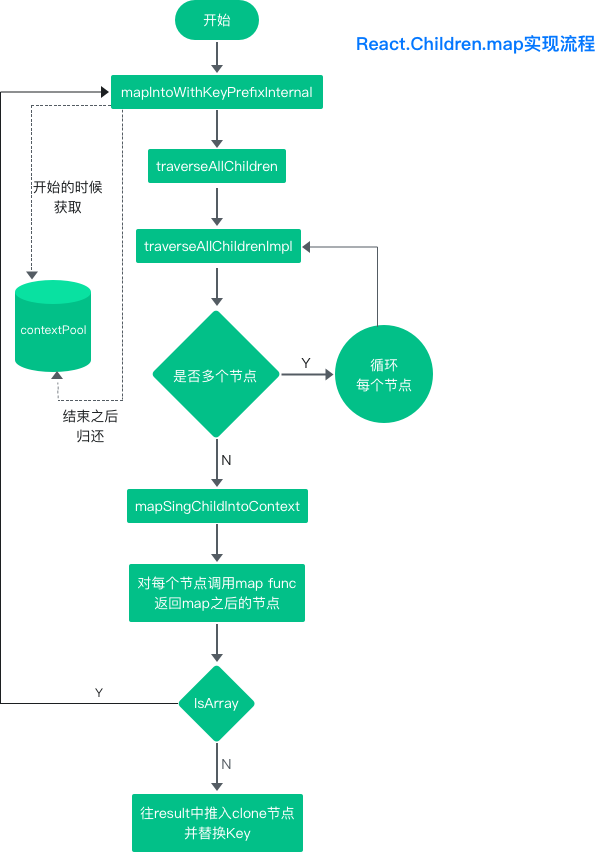 开始
React.Children.map实现流程
mapIntoWithKeyPrefixInternal
traverseAllChildren
开始的时候
获取
traverseAllChildrenImpl
contextPool
是否多个节点
Y
循环
每个节点
结束之后
归还
N
mapSingChildIntoContext
对每个节点调用map func
返回map之后的节点
Y
IsArray
N
往result中推入clone节点
并替换Key